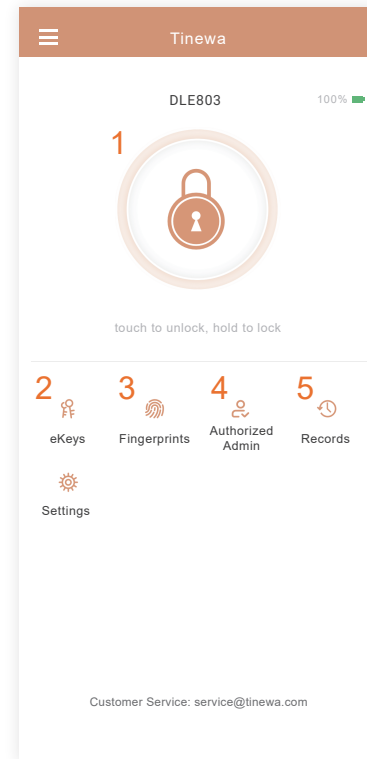 Tinewa
DLE803
100%
1
touch to unlock, hold to lock
2 3 4 5
eKeys Fingerprints Authorized Admin Records
Settings
Customer Service: service@tinewa.com